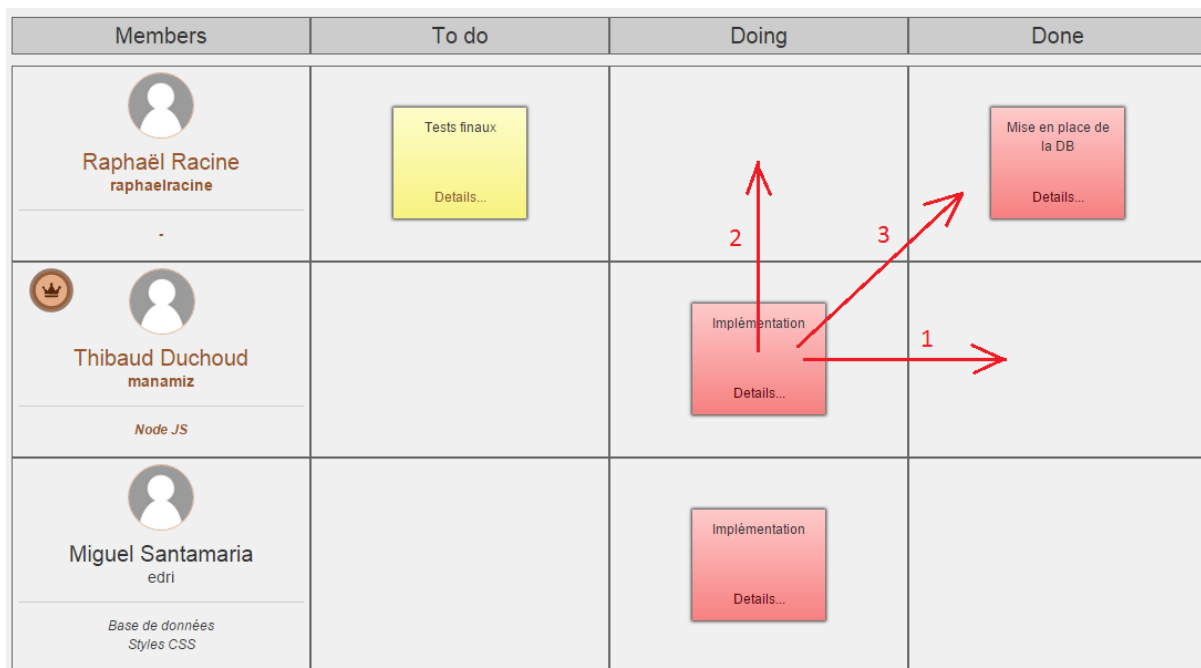 Members
To do
Doing
Done
Raphaël Racine
raphaelracine
-
Tests finaux
Details...
Mise en place de
la DB
Details...
2
3
Thibaud Duchoud
manamiz
Node JS
Implémentation
Details...
1
Miguel Santamaria
edri
Base de données
Styles CSS
Implémentation
Details...